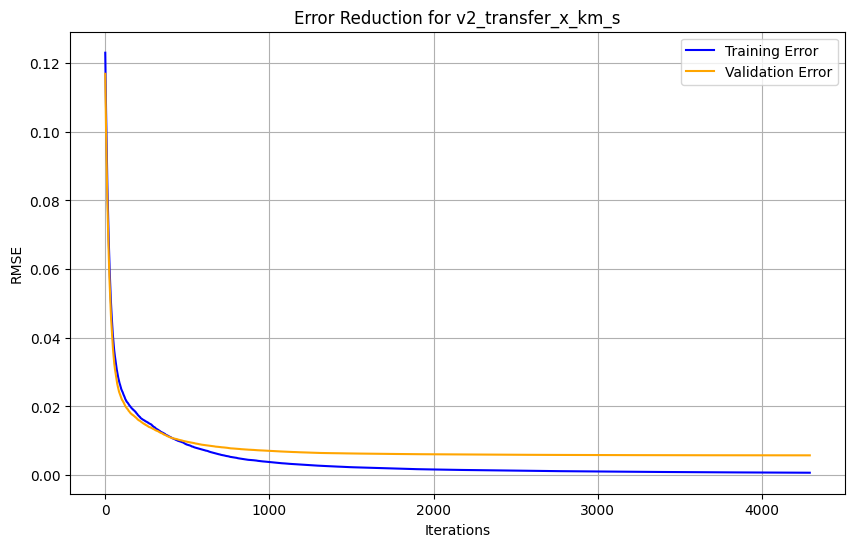 Error Reduction for v2_transfer_x_km_s
Training Error
Validation Error
0.12
0.10
0.08
0.06
0.04
0.02
0.00
RMSE
0 1000 2000 3000 4000
Iterations